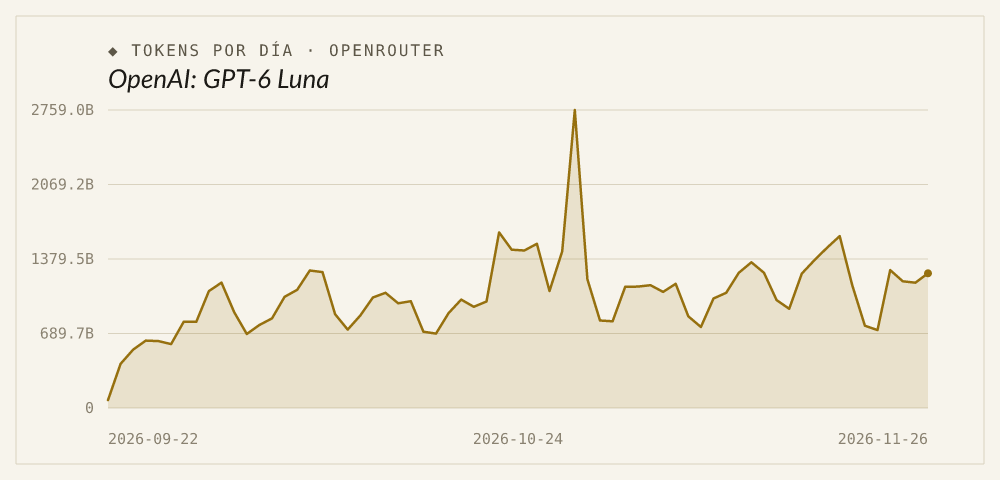 ◆ TOKENS POR DÍA · OPENROUTER
OpenAI: GPT-6 Luna
2759.0B
2069.2B
1379.5B
689.7B
0
2026-09-22 2026-10-24 2026-11-26